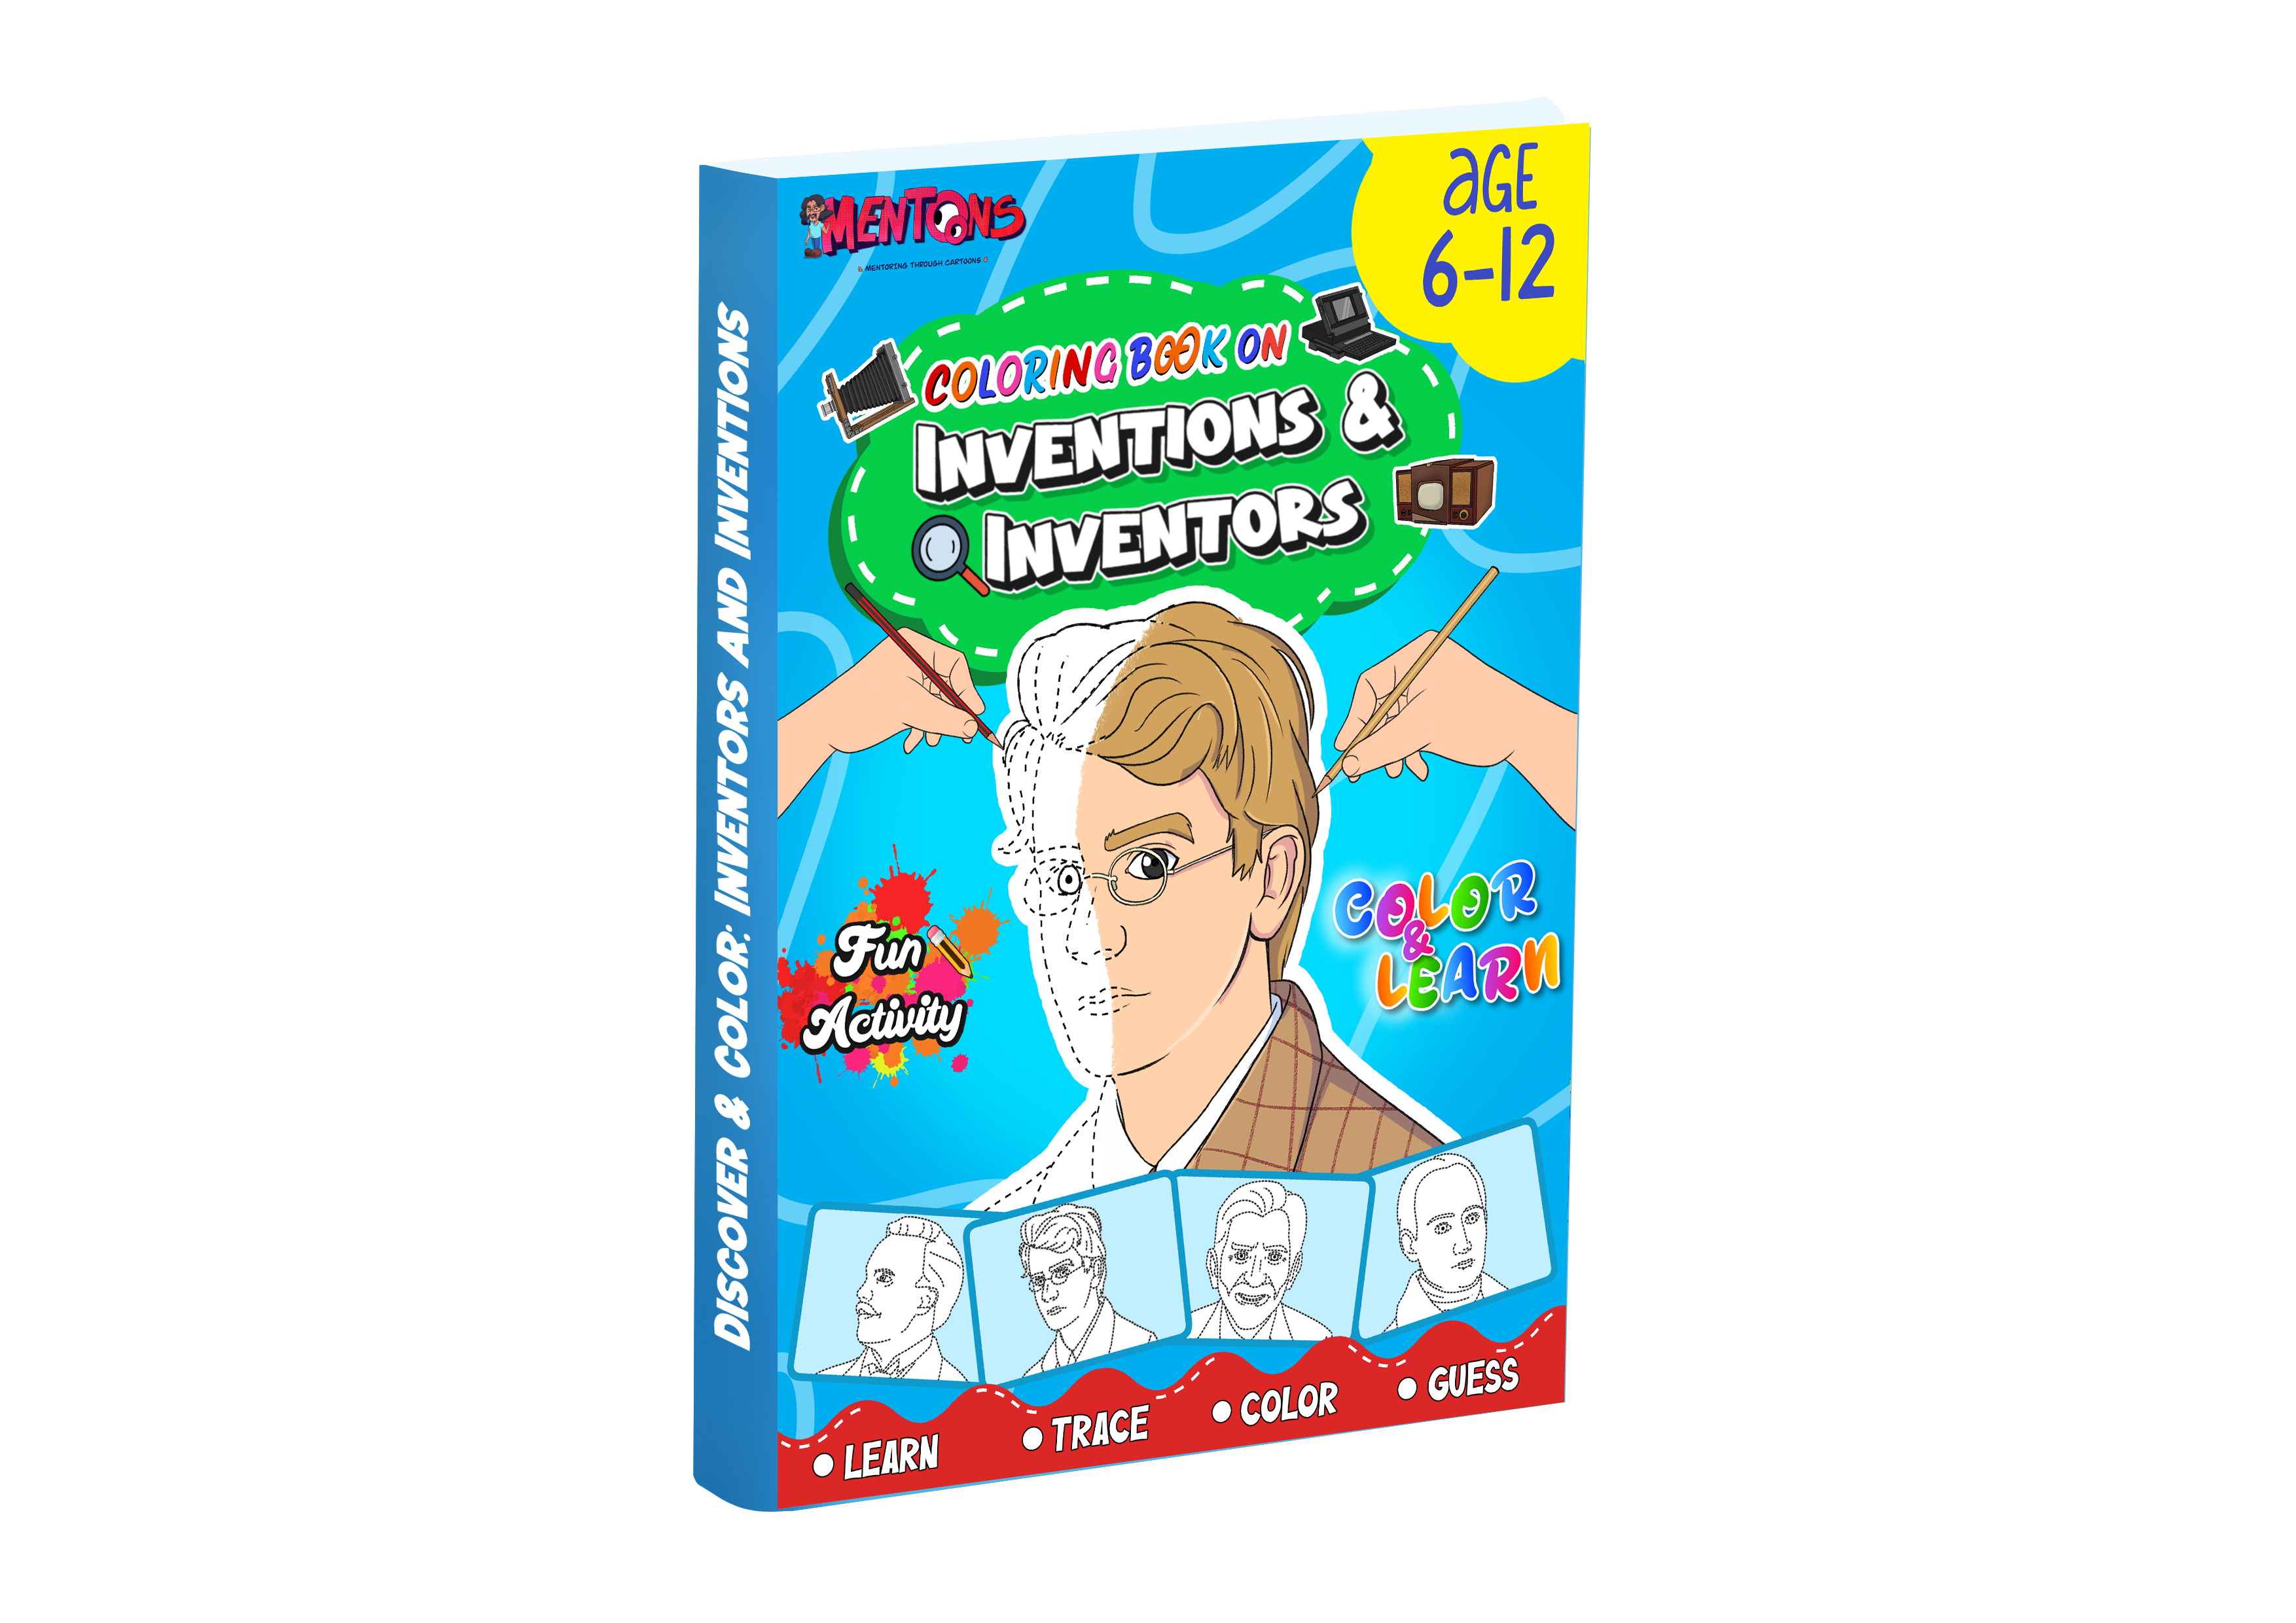 MENTOONS
MENTORING THROUGH CARTOONS
AGE
6-12
COLORING BOOK ON
INVENTIONS &
INVENTORS
Fun
Activity
COLOR
&
LEARN
LEARN
TRACE
COLOR
GUESS
DISCOVER & COLOR: INVENTORS AND INVENTIONS